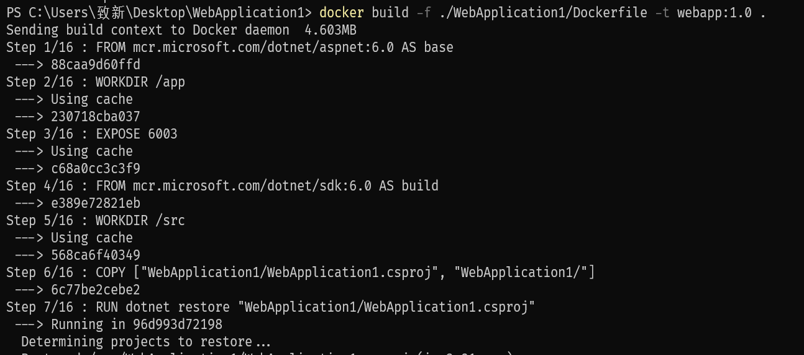 PS C:\Users\致新\Desktop\WebApplication1> docker build -f ./WebApplication1/Dockerfile -t webapp:1.0 .
Sending build context to Docker daemon  4.603MB
Step 1/16 : FROM mcr.microsoft.com/dotnet/aspnet:6.0 AS base
 ---> 88caa9d60ffd
Step 2/16 : WORKDIR /app
 ---> Using cache
 ---> 230718cba037
Step 3/16 : EXPOSE 6003
 ---> Using cache
 ---> c68a0cc3c3f9
Step 4/16 : FROM mcr.microsoft.com/dotnet/sdk:6.0 AS build
 ---> e389e72821eb
Step 5/16 : WORKDIR /src
 ---> Using cache
 ---> 568ca6f40349
Step 6/16 : COPY ["WebApplication1/WebApplication1.csproj", "WebApplication1/"]
 ---> 6c77be2cebe2
Step 7/16 : RUN dotnet restore "WebApplication1/WebApplication1.csproj"
 ---> Running in 96d993d72198
  Determining projects to restore...